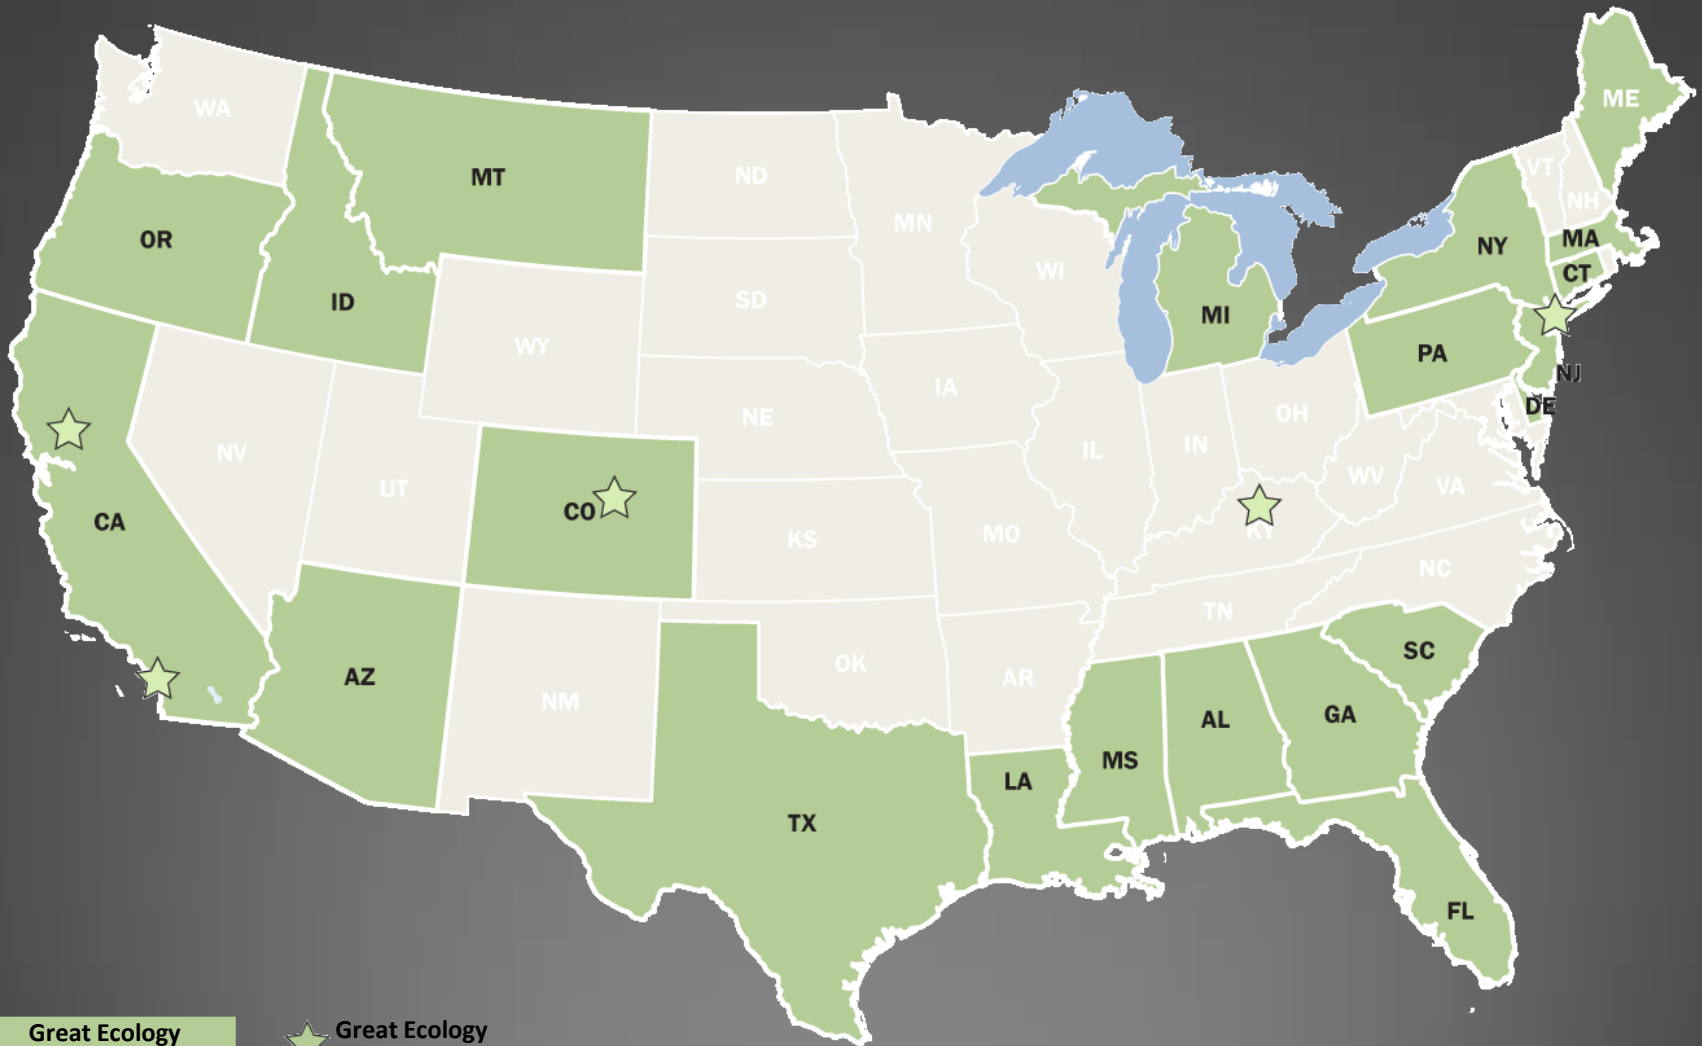 WA
ME
MT
ND
VT
NH
MN
OR
NY
MA
WI
CT
SD
ID
MI
WY
PA
NJ
IA
DE
NE
OH
IN
NV
IL
WV
UT
VA
CO
CA
KY
MO
KS
NC
TN
SC
OK
AZ
AR
NM
GA
AL
MS
LA
TX
FL
Great Ecology
Great Ecology